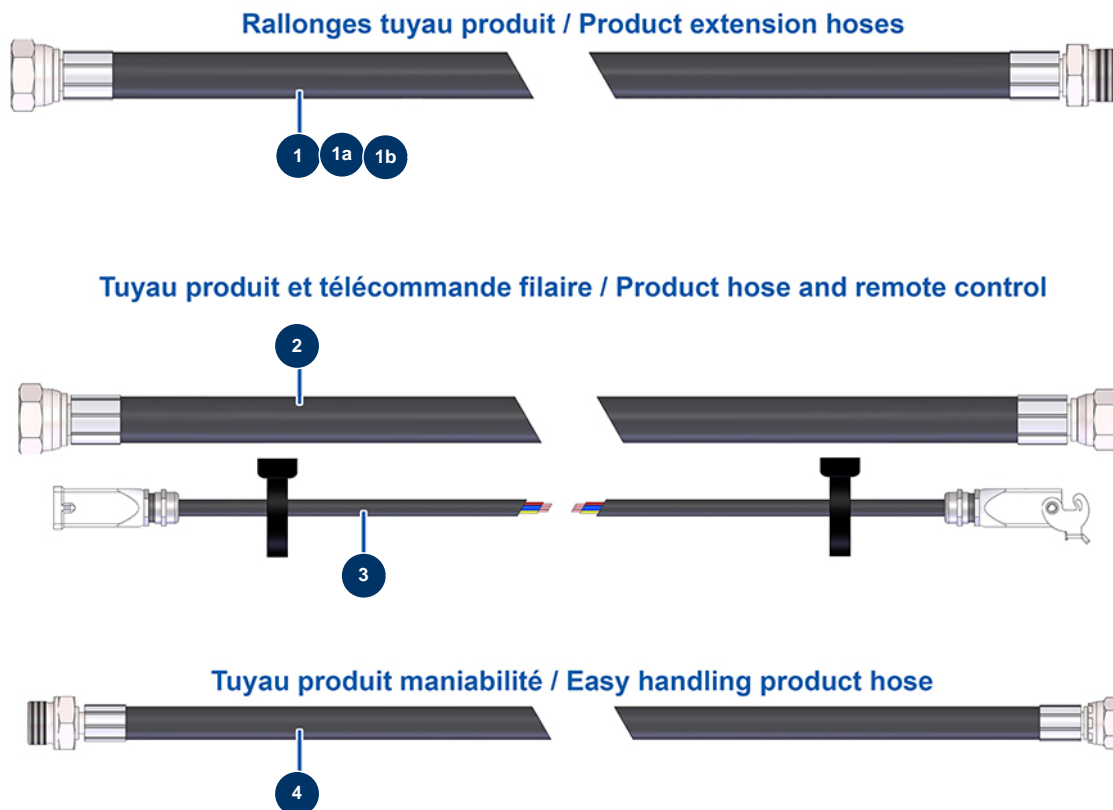 Rallonges tuyau produit / Product extension hoses
1 1a 1b
Tuyau produit et télécommande filaire / Product hose and remote control
2
3
Tuyau produit maniabilité / Easy handling product hose
4